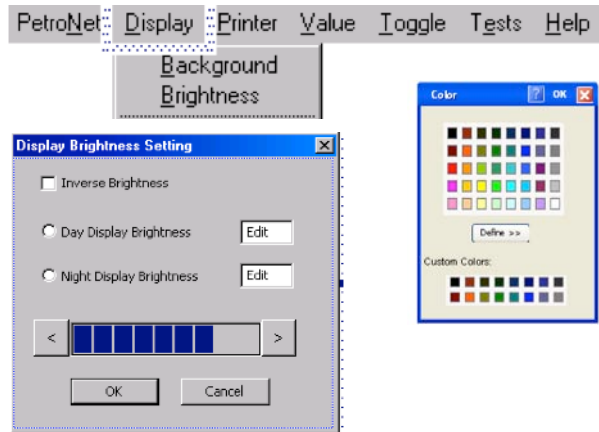 PetroNet Display Printer Value Toggle Tests Help
Background
Brightness
Color ? OK
Define >>
Custom Colors:
Display Brightness Setting
Inverse Brightness
Day Display Brightness Edit
Night Display Brightness Edit
< >
OK Cancel